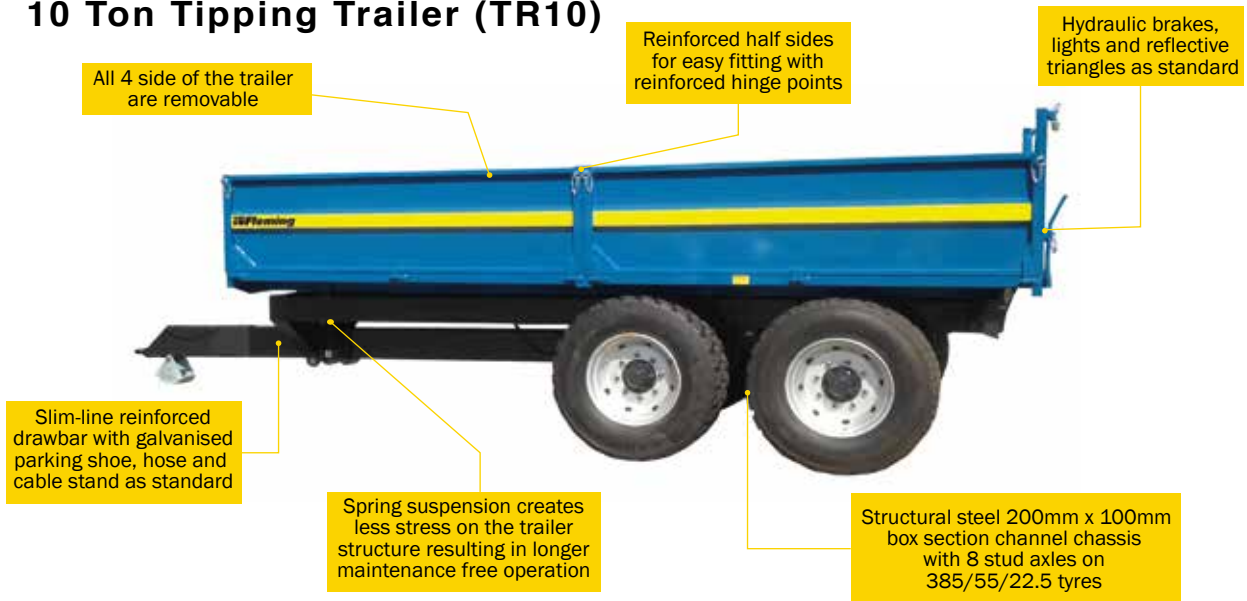 10 Ton Tipping Trailer (TR10)
All 4 side of the trailer
are removable
Reinforced half sides
for easy fitting with
reinforced hinge points
Hydraulic brakes,
lights and reflective
triangles as standard
Fleming
Slim-line reinforced
drawbar with galvanised
parking shoe, hose and
cable stand as standard
Spring suspension creates
less stress on the trailer
structure resulting in longer
maintenance free operation
Structural steel 200mm x 100mm
box section channel chassis
with 8 stud axles on
385/55/22.5 tyres